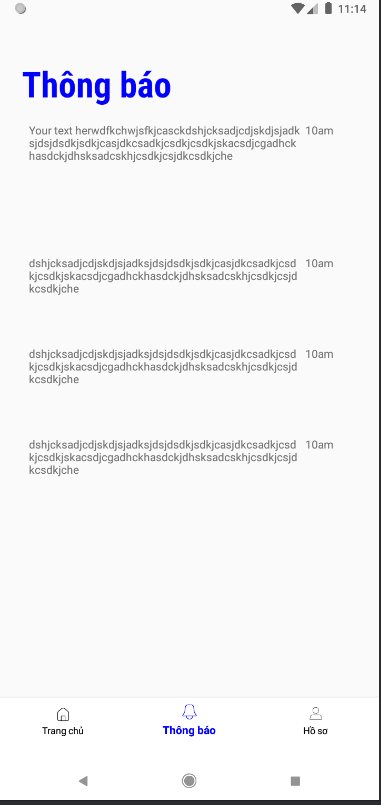 11:14
Thông báo
Your text herwdfkchwjsfkjcasckdshjcksadjcdjskdjsjadk 10am
sjdsjdsdkjsdkjcasjdkcsadkjcsdkjcsdkjskacsdjcgadhck
hasdckjdhsksadcskhjcsdkjcsjdkcsdkjche
dshjcksadjcdjskdjsjadksjdsjdsdkjsdkjcasjdkcsadkjcsd 10am
kjcsdkjskacsdjcgadhckhasdckjdhsksadcskhjcsdkjcsjd
kcsdkjche
dshjcksadjcdjskdjsjadksjdsjdsdkjsdkjcasjdkcsadkjcsd 10am
kjcsdkjskacsdjcgadhckhasdckjdhsksadcskhjcsdkjcsjd
kcsdkjche
dshjcksadjcdjskdjsjadksjdsjdsdkjsdkjcasjdkcsadkjcsd 10am
kjcsdkjskacsdjcgadhckhasdckjdhsksadcskhjcsdkjcsjd
kcsdkjche
Trang chủ Thông báo Hồ sơ